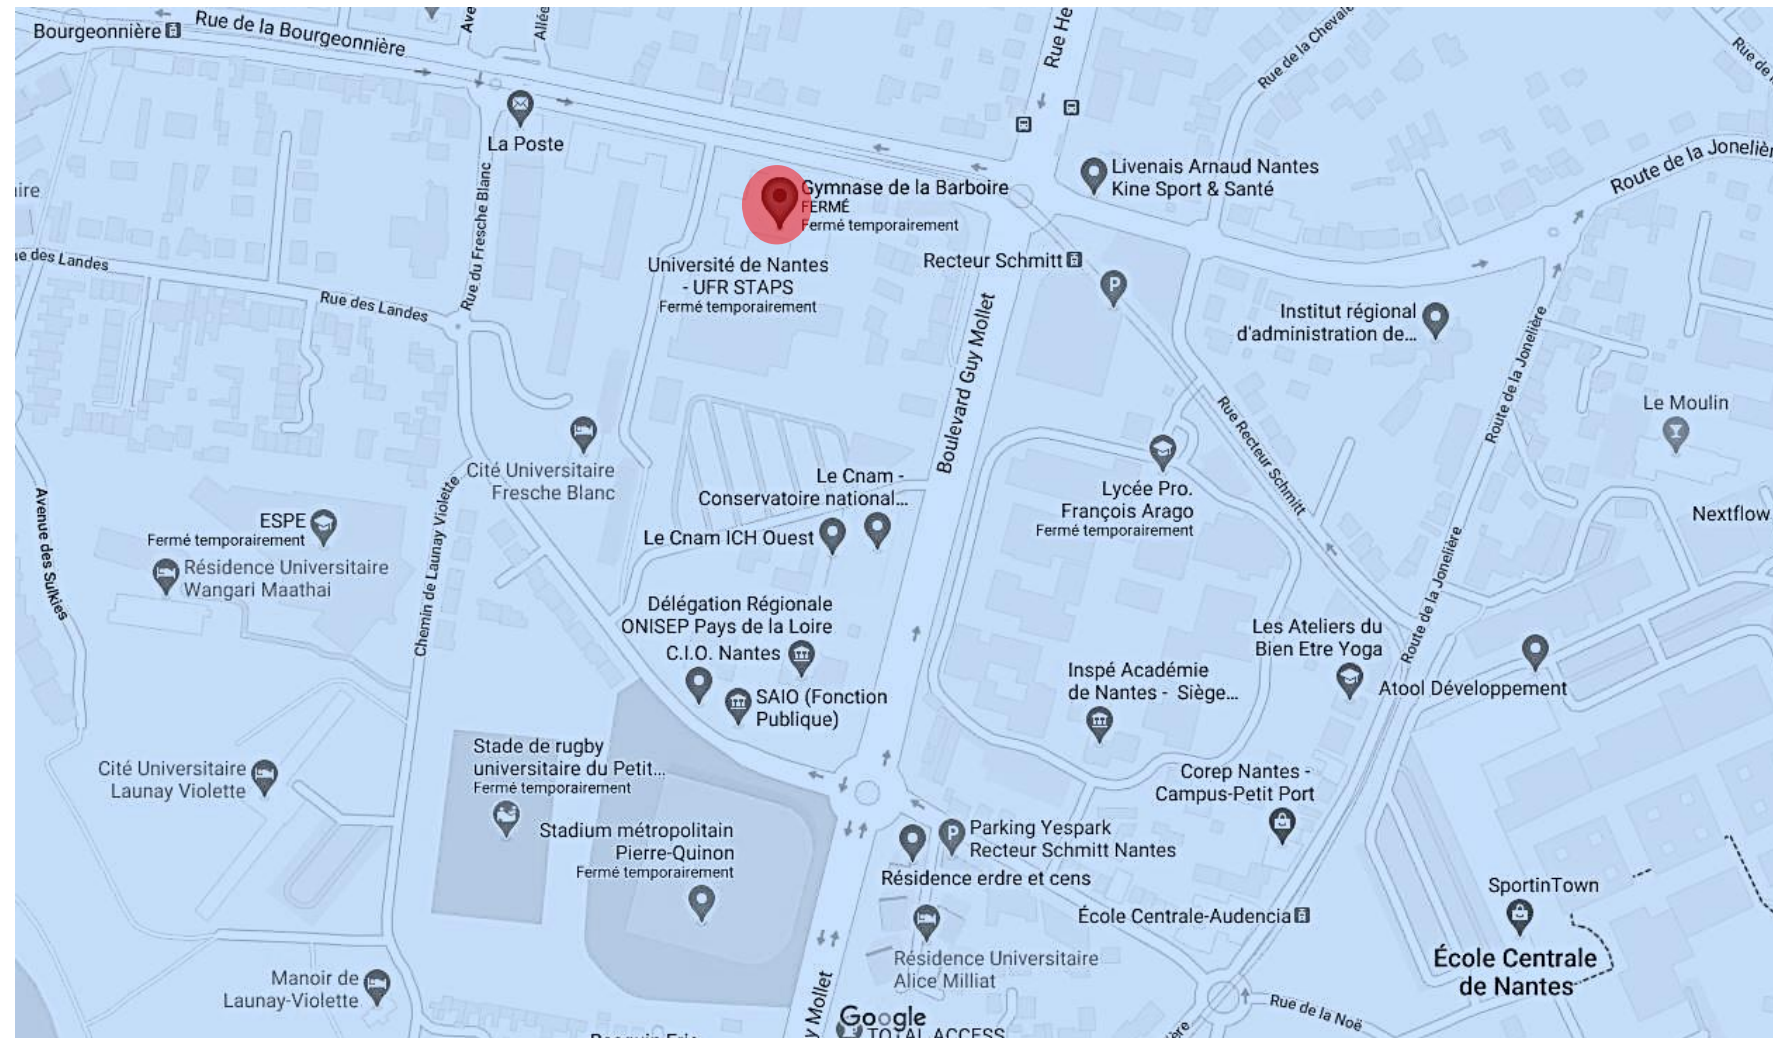 Bourgeonnière
Rue de la Bourgeonnière
Rue He
Rue de la Cheval
Rue de
La Poste
Livenais Arnaud Nantes
Kine Sport & Santé
Route de la Joneliè
Gymnase de la Barboire
FERMÉ
Fermé temporairement
Rue du Fresche Blanc
Université de Nantes
- UFR STAPS
Fermé temporairement
Recteur Schmitt
P
e des Landes
Rue des Landes
Institut régional
d'administration de...
Boulevard Guy Mollet
Route de la Jonelière
Rue Recteur Schmitt
Le Moulin
Cité Universitaire
Fresche Blanc
Le Cnam -
Conservatoire national...
Le Cnam ICH Ouest
Lycée Pro.
François Arago
Fermé temporairement
Nextflow
ESPE
Fermé temporairement
Résidence Universitaire
Wangari Maathai
Avenue des Sulkies
Chemin de Launay Violette
Route de la Jonelière
Délégation Régionale
ONISEP Pays de la Loire
C.I.O. Nantes
SAIO (Fonction
Publique)
Inspé Académie
de Nantes - Siège...
Les Ateliers du
Bien Etre Yoga
Atool Développement
Cité Universitaire
Launay Violette
Stade de rugby
universitaire du Petit...
Fermé temporairement
Stadium métropolitain
Pierre-Quinon
Fermé temporairement
Corep Nantes -
Campus-Petit Port
P
Parking Yespark
Recteur Schmitt Nantes
Résidence erdre et cens
École Centrale-Audencia
SportinTown
École Centrale
de Nantes
Résidence Universitaire
Alice Milliat
Manoir de
Launay-Violette
y Mollet
Google
TOTAL ACCESS
Rue de la Noë